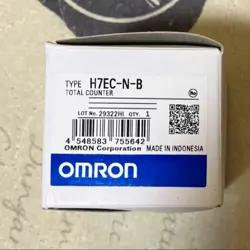 TYPE H7EC-N-B
TOTAL COUNTER
LOT No. 29322HI QTY. 1
4 548583 755642
OMRON Corporation MADE IN INDONESIA
OMRON